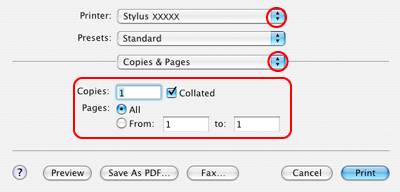 Printer: Stylus XXXXX
Presets: Standard
Copies & Pages
Copies: 1 Collated
Pages: All
From: 1 to: 1
? Preview Save As PDF... Fax... Cancel Print